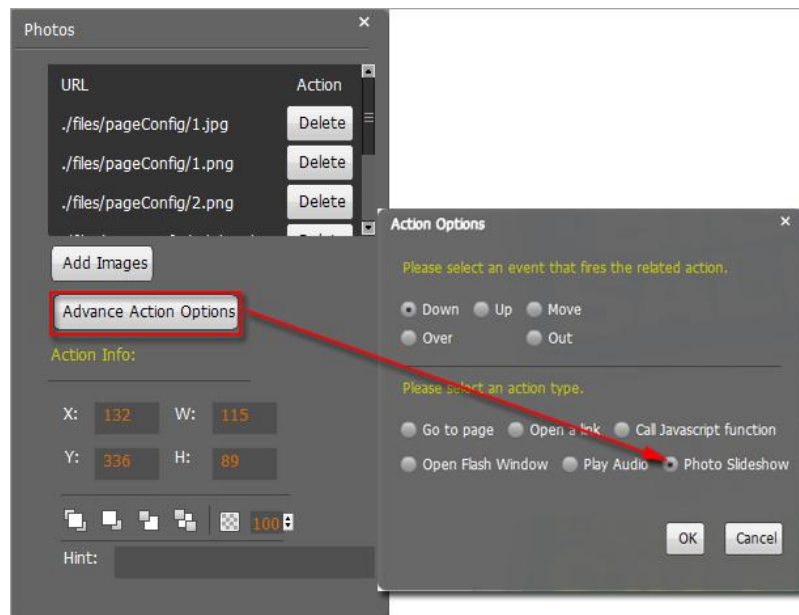 Photos
URL Action
./files/pageConfig/1.jpg Delete
./files/pageConfig/1.png Delete
./files/pageConfig/2.png Delete
Add Images
Advance Action Options
Action Info:
X: 132 W: 115
Y: 336 H: 89
100
Hint:
Action Options
Please select an event that fires the related action.
Down Up Move
Over Out
Please select an action type.
Go to page Open a link Call Javascript function
Open Flash Window Play Audio Photo Slideshow
OK Cancel